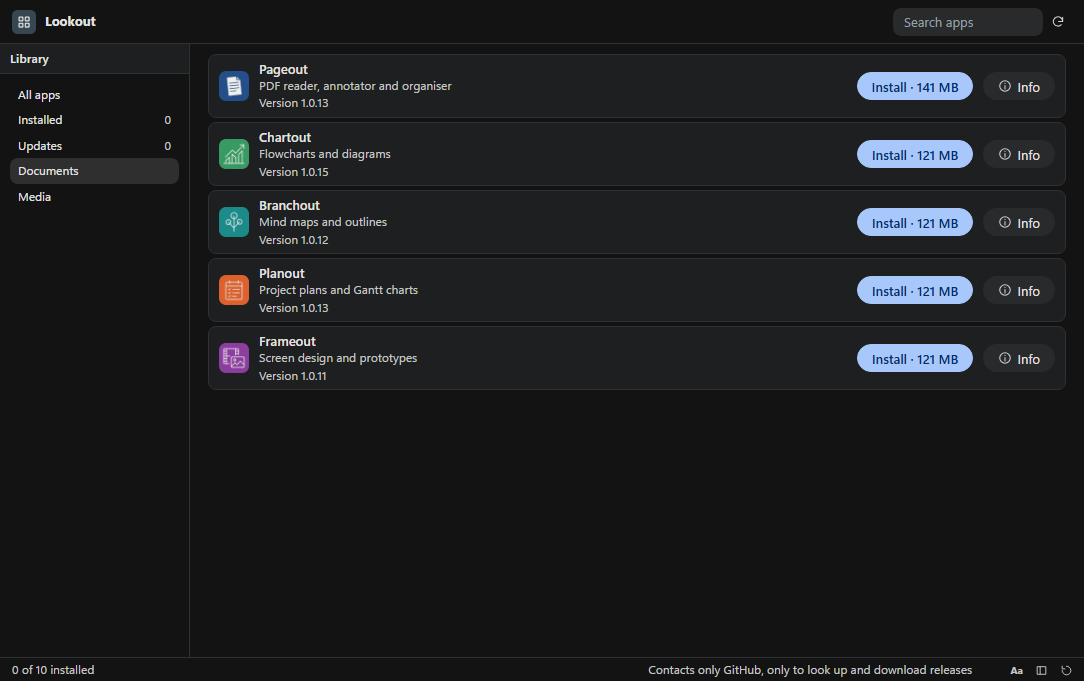 Lookout
Search apps
Library
All apps
Installed 0
Updates 0
Documents
Media
Pageout
PDF reader, annotator and organiser
Version 1.0.13
Install · 141 MB
Info
Chartout
Flowcharts and diagrams
Version 1.0.15
Install · 121 MB
Info
Branchout
Mind maps and outlines
Version 1.0.12
Install · 121 MB
Info
Planout
Project plans and Gantt charts
Version 1.0.13
Install · 121 MB
Info
Frameout
Screen design and prototypes
Version 1.0.11
Install · 121 MB
Info
0 of 10 installed
Contacts only GitHub, only to look up and download releases
Aa